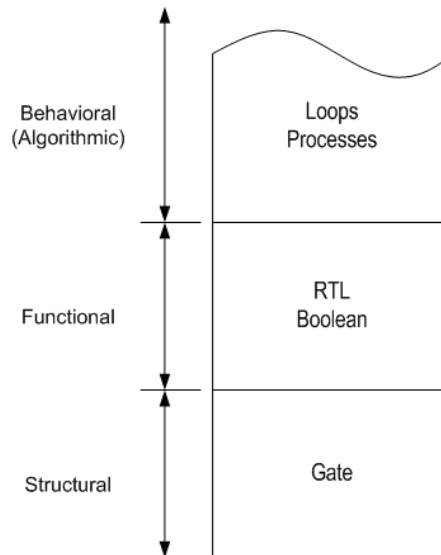 Behavioral
(Algorithmic)
Loops
Processes
Functional
RTL
Boolean
Structural
Gate